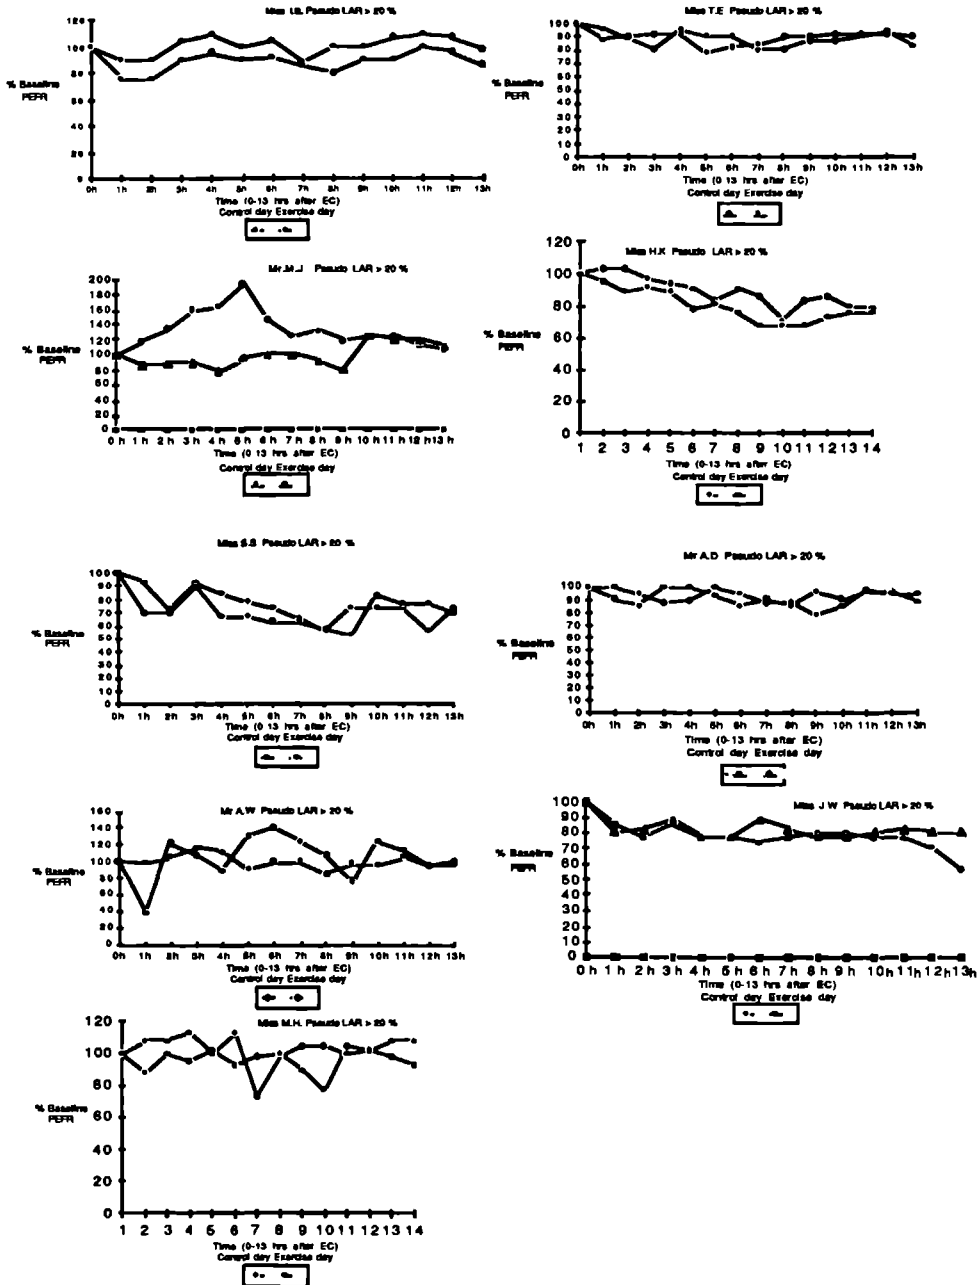 Miss I.B. Pseudo LAR > 20 %
120
100
80
60
40
20
0
% Baseline
PEFR
0h 1h 2h 3h 4h 5h 6h 7h 8h 9h 10h 11h 12h 13h
Time (0-13 hrs after EC)
Control day Exercise day
Miss T.E Pseudo LAR > 20 %
100
90
80
70
60
50
40
30
20
10
0
% Baseline
PEFR
0h 1h 2h 3h 4h 5h 6h 7h 8h 9h 10h 11h 12h 13h
Time (0-13 hrs after EC)
Control day Exercise day
Mr.M.J Pseudo LAR > 20 %
200
180
160
140
120
100
80
60
40
20
0
% Baseline
PEFR
0 h 1 h 2 h 3 h 4 h 5 h 6 h 7 h 8 h 9 h 10 h 11 h 12 h 13 h
Time (0-13 hrs after EC)
Control day Exercise day
Miss H.K Pseudo LAR > 20 %
120
100
80
60
40
20
0
% Baseline
PEFR
1 2 3 4 5 6 7 8 9 10 11 12 13 14
Time (0-13 hrs after EC)
Control day Exercise day
Miss S.S Pseudo LAR > 20 %
100
90
80
70
60
50
40
30
20
10
0
% Baseline
PEFR
0h 1h 2h 3h 4h 5h 6h 7h 8h 9h 10h 11h 12h 13h
Time (0-13 hrs after EC)
Control day Exercise day
Mr A.D Pseudo LAR > 20 %
100
90
80
70
60
50
40
30
20
10
0
% Baseline
PEFR
0h 1h 2h 3h 4h 5h 6h 7h 8h 9h 10h 11h 12h 13h
Time (0-13 hrs after EC)
Control day Exercise day
Mr A.W Pseudo LAR > 20 %
160
140
120
100
80
60
40
20
0
% Baseline
PEFR
0h 1h 2h 3h 4h 5h 6h 7h 8h 9h 10h 11h 12h 13h
Time (0-13 hrs after EC)
Control day Exercise day
Miss J.W Pseudo LAR > 20 %
100
90
80
70
60
50
40
30
20
10
0
% Baseline
PEFR
0 h 1 h 2 h 3 h 4 h 5 h 6 h 7 h 8 h 9 h 10 h 11 h 12 h 13h
Time (0-13 hrs after EC)
Control day Exercise day
Miss M.H. Pseudo LAR > 20 %
120
100
80
60
40
20
0
% Baseline
PEFR
1 2 3 4 5 6 7 8 9 10 11 12 13 14
Time (0-13 hrs after EC)
Control day Exercise day